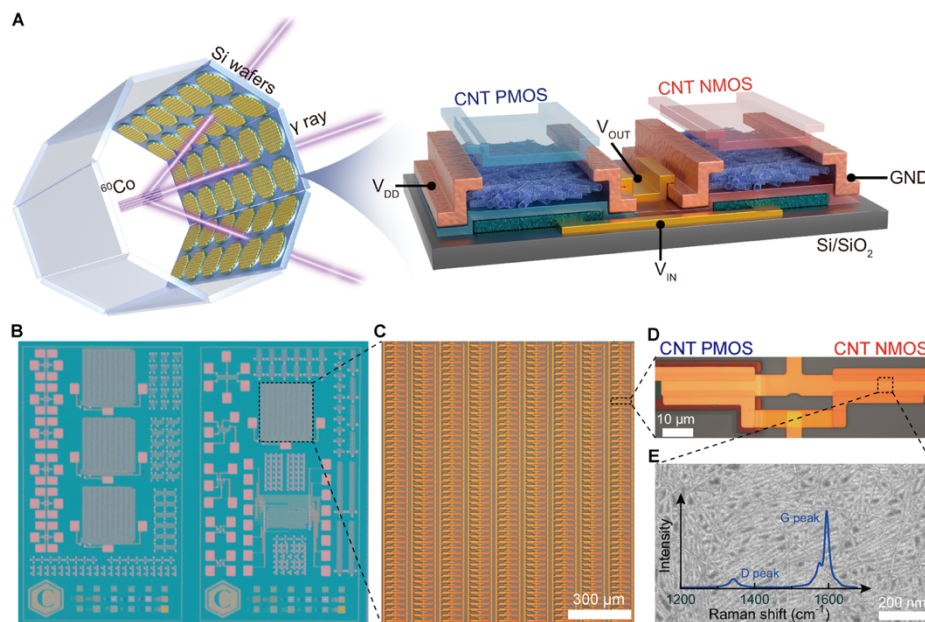 A
Si wafers
γ ray
⁶⁰Co
CNT PMOS
CNT NMOS
V_OUT
V_DD
GND
Si/SiO₂
V_IN
B
C
D
CNT PMOS
CNT NMOS
10 μm
E
300 μm
C
C
Intensity
G peak
D peak
1200
1400
1600
Raman shift (cm⁻¹)
200 nm